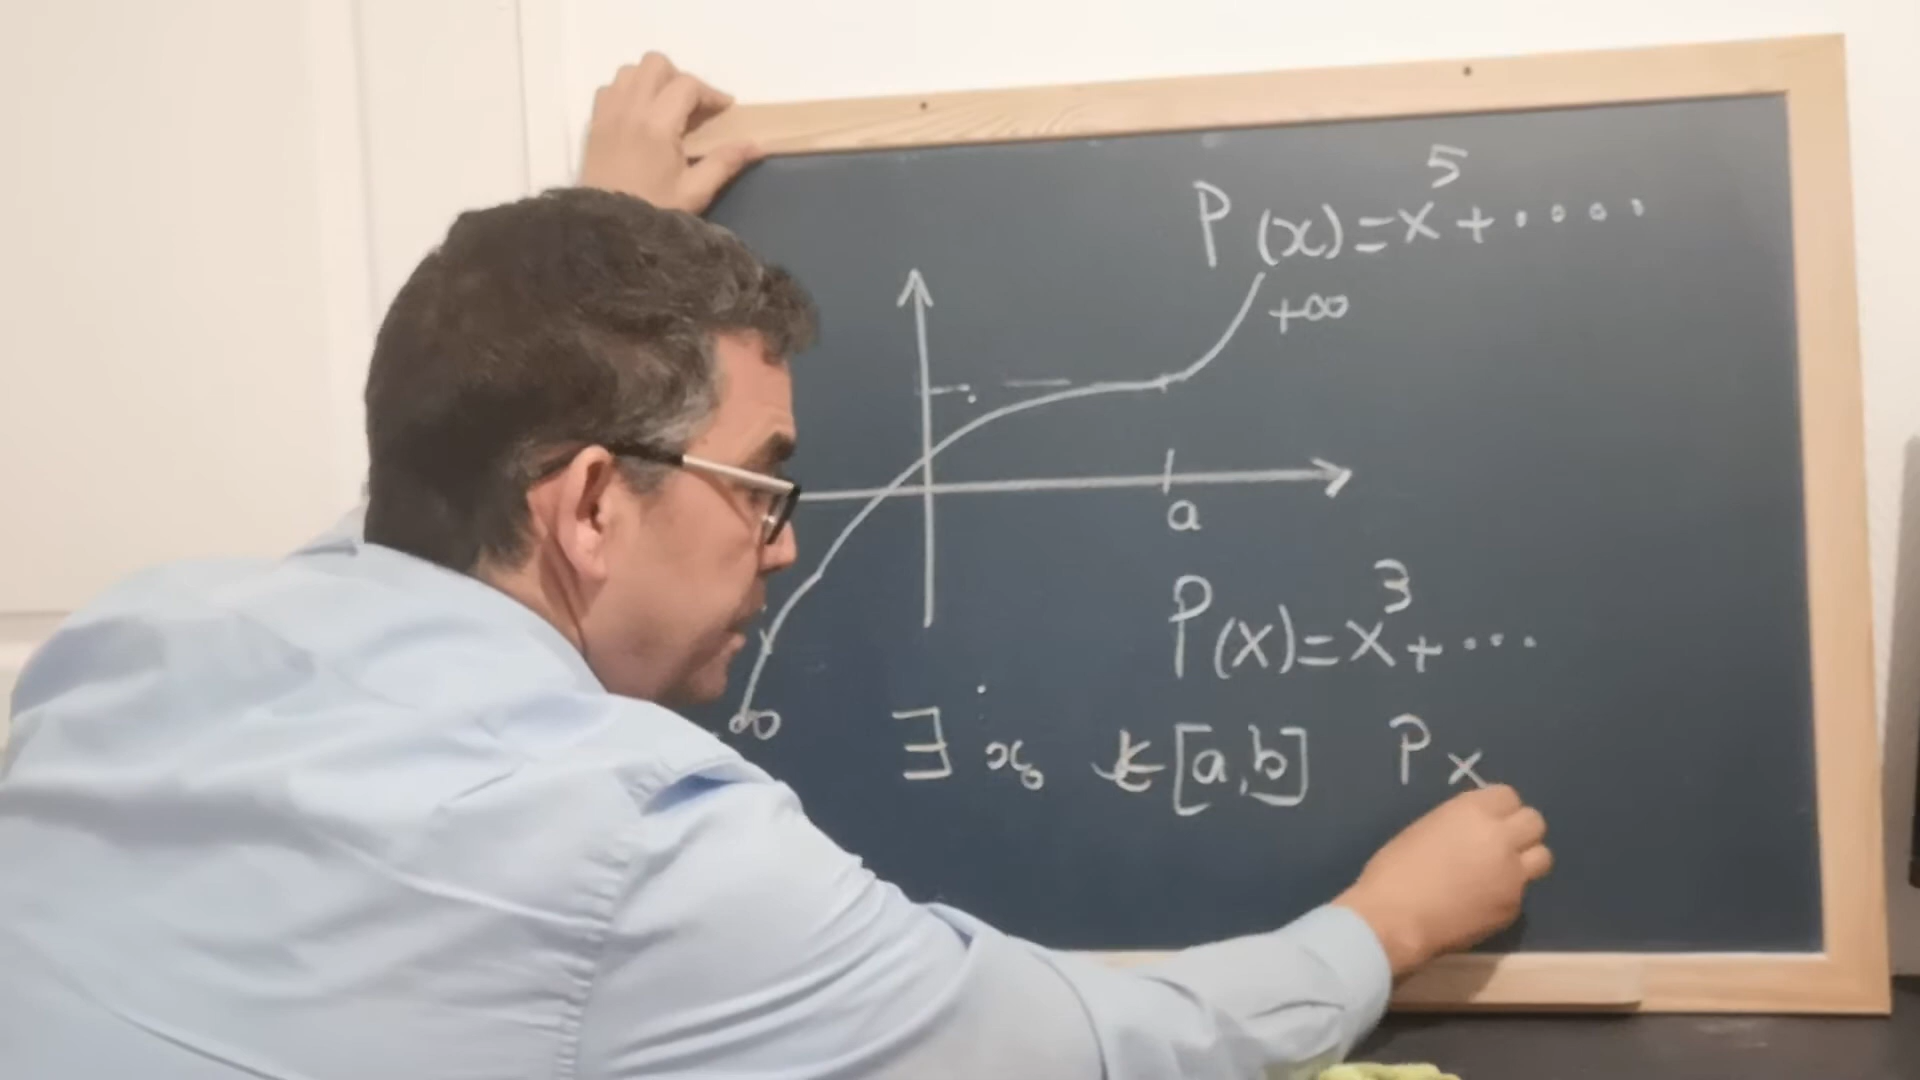 P(x)=x⁵+.....
+∞
a
P(x)=x³+...
-∞
∃ x₀ ∈ [a,b] P x